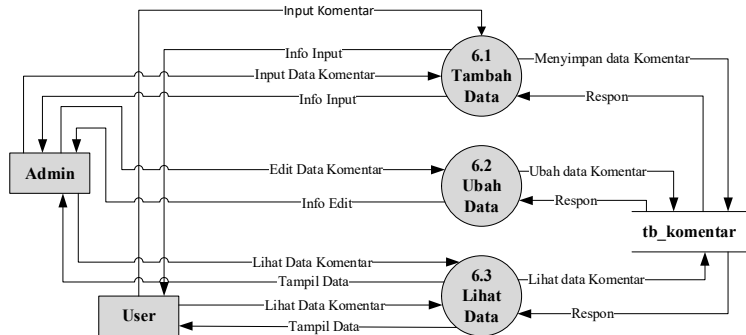 Input Komentar
Info Input
6.1
Tambah
Data
Menyimpan data Komentar
Input Data Komentar
Info Input
Respon
Admin
Edit Data Komentar
6.2
Ubah
Data
Ubah data Komentar
Info Edit
Respon
tb_komentar
Lihat Data Komentar
6.3
Lihat
Data
Tampil Data
Lihat data Komentar
User
Lihat Data Komentar
Respon
Tampil Data